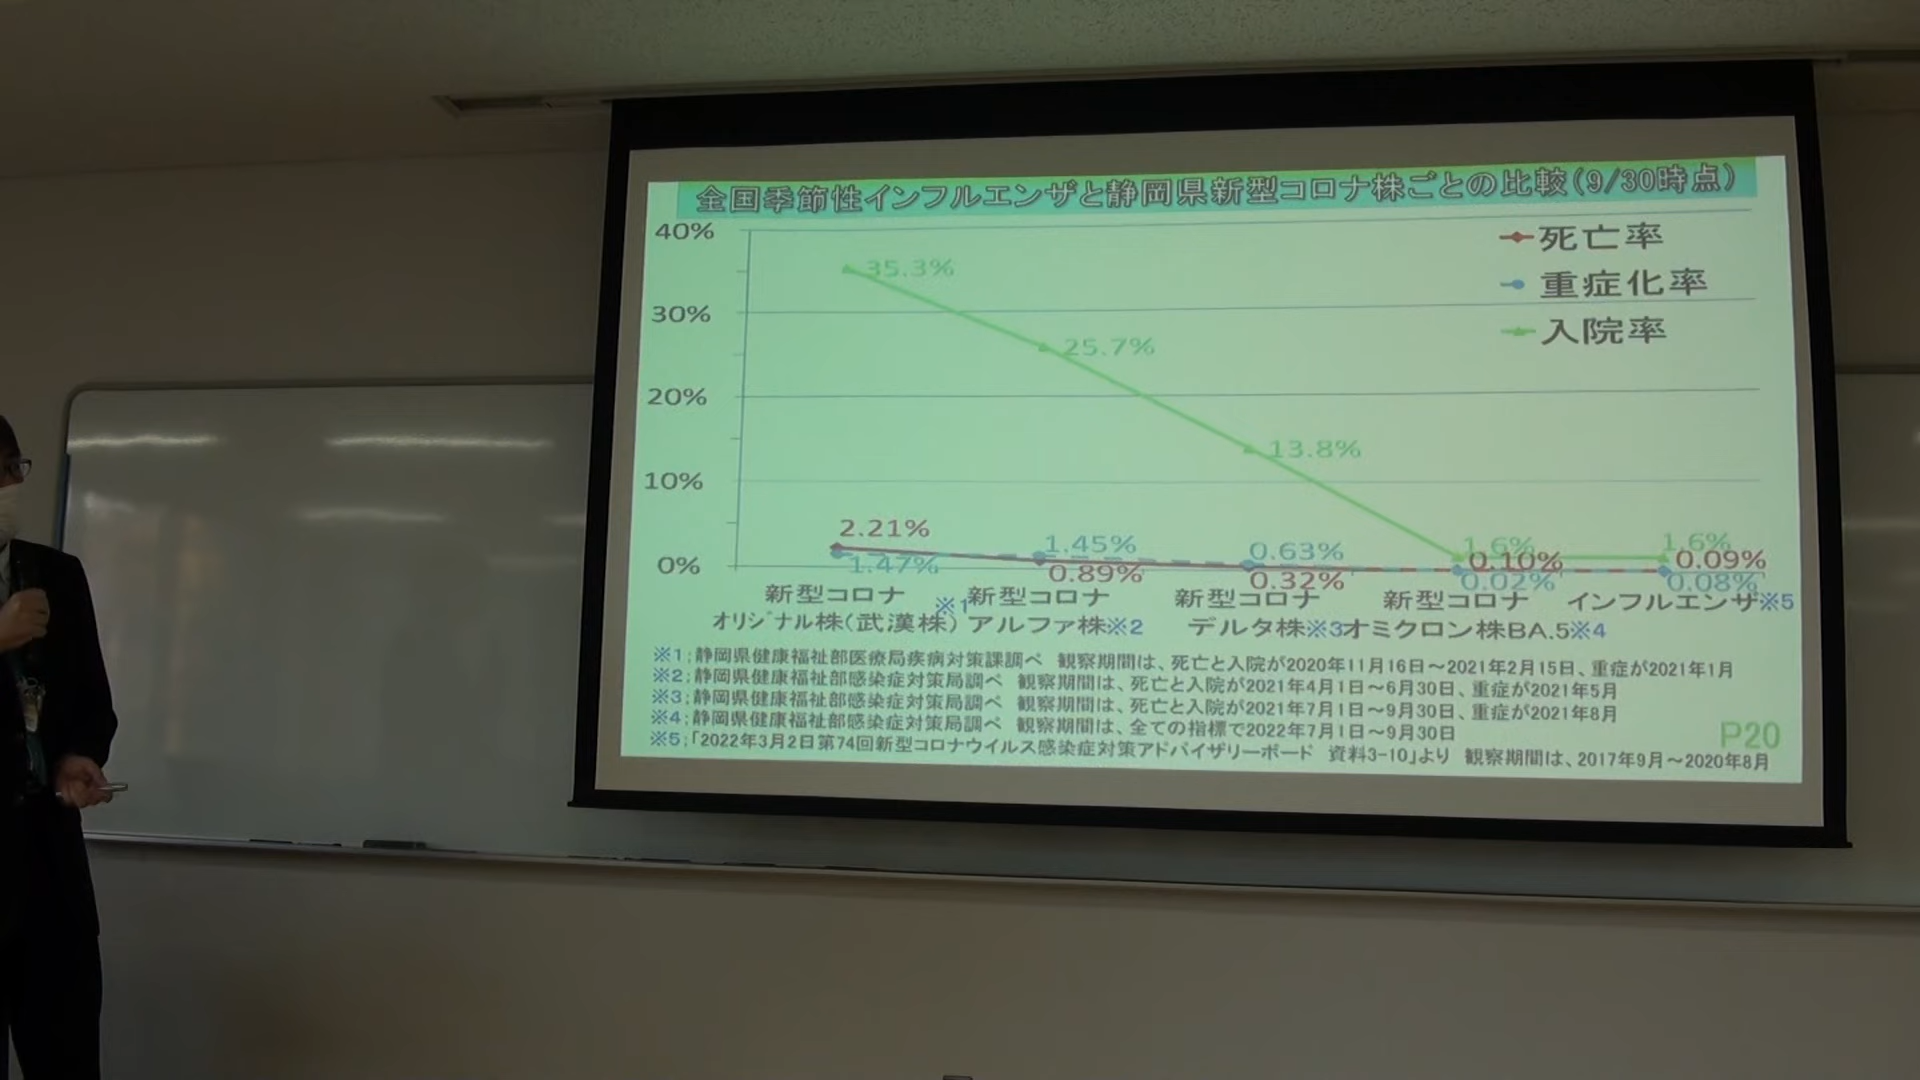 全国季節性インフルエンザと静岡県新型コロナ株ごとの比較(9/30時点)
40%
30%
20%
10%
0%
死亡率
重症化率
入院率
35.3%
25.7%
13.8%
1.6%
1.6%
2.21%
1.47%
1.45%
0.89%
0.63%
0.32%
0.10%
0.02%
0.09%
0.08%
新型コロナ
オリジナル株(武漢株)
※1
新型コロナ
アルファ株※2
新型コロナ
デルタ株※3
新型コロナ
オミクロン株BA.5※4
インフルエンザ※5
※1;静岡県健康福祉部医療局疾病対策課調べ 観察期間は、死亡と入院が2020年11月16日〜2021年2月15日、重症が2021年1月
※2;静岡県健康福祉部感染症対策局調べ 観察期間は、死亡と入院が2021年4月1日〜6月30日、重症が2021年5月
※3;静岡県健康福祉部感染症対策局調べ 観察期間は、死亡と入院が2021年7月1日〜9月30日、重症が2021年8月
※4;静岡県健康福祉部感染症対策局調べ 観察期間は、全ての指標で2022年7月1日〜9月30日
※5;「2022年3月2日第74回新型コロナウイルス感染症対策アドバイザリーボード 資料3-10」より 観察期間は、2017年9月〜2020年8月
P20